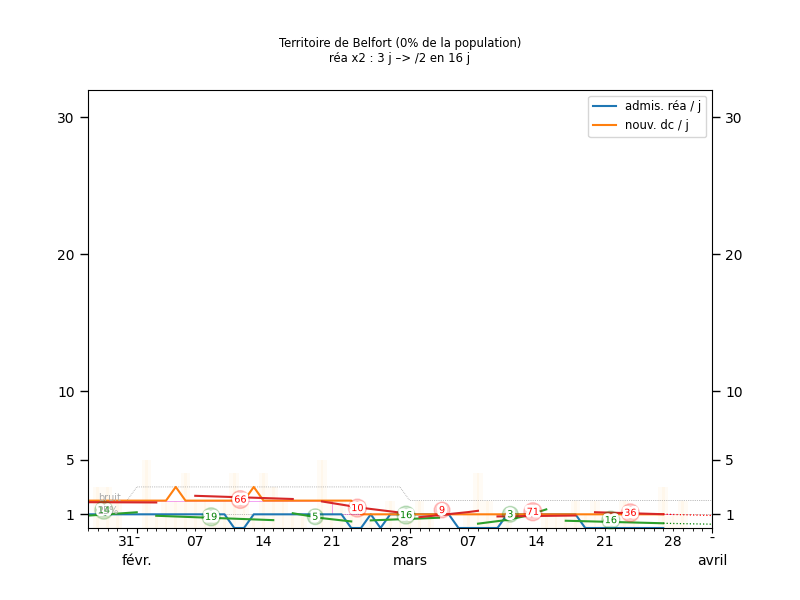 Territoire de Belfort (0% de la population)
réa x2 : 3 j –> /2 en 16 j
admis. réa / j
nouv. dc / j
30 30
20 20
10 10
5 5
1 1
bruit
66 10 9 71 36
19 5 16 3 16
31 07 14 21 28 07 14 21 28
févr. mars avril